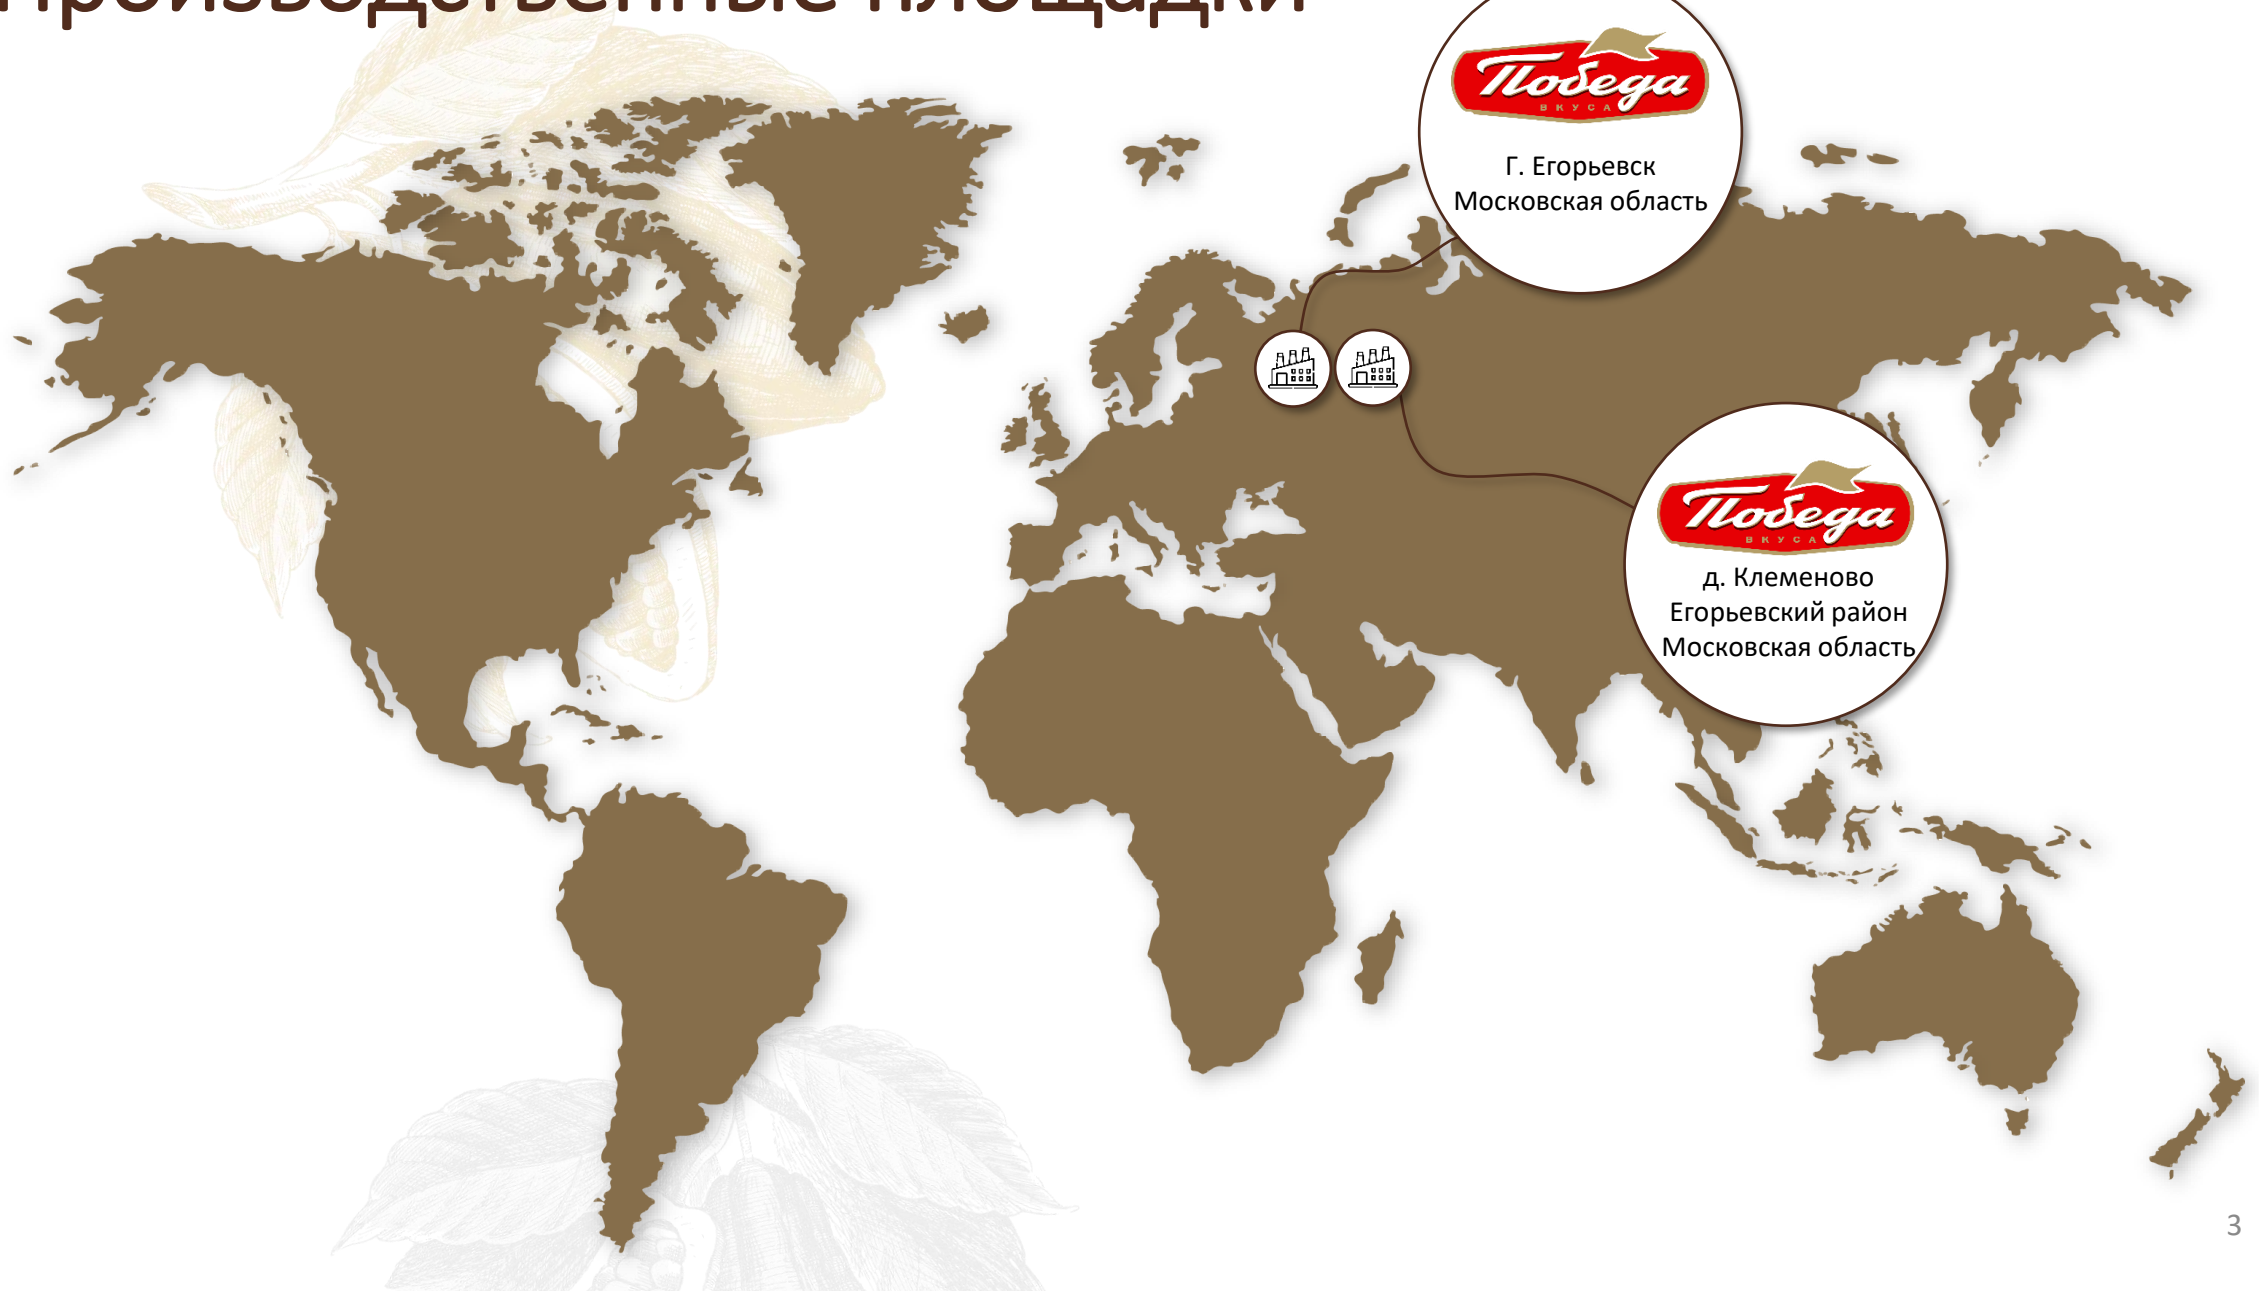 Производственные площадки
Победа
ВКУСА
Г. Егорьевск
Московская область
Победа
ВКУСА
д. Клеменово
Егорьевский район
Московская область
3